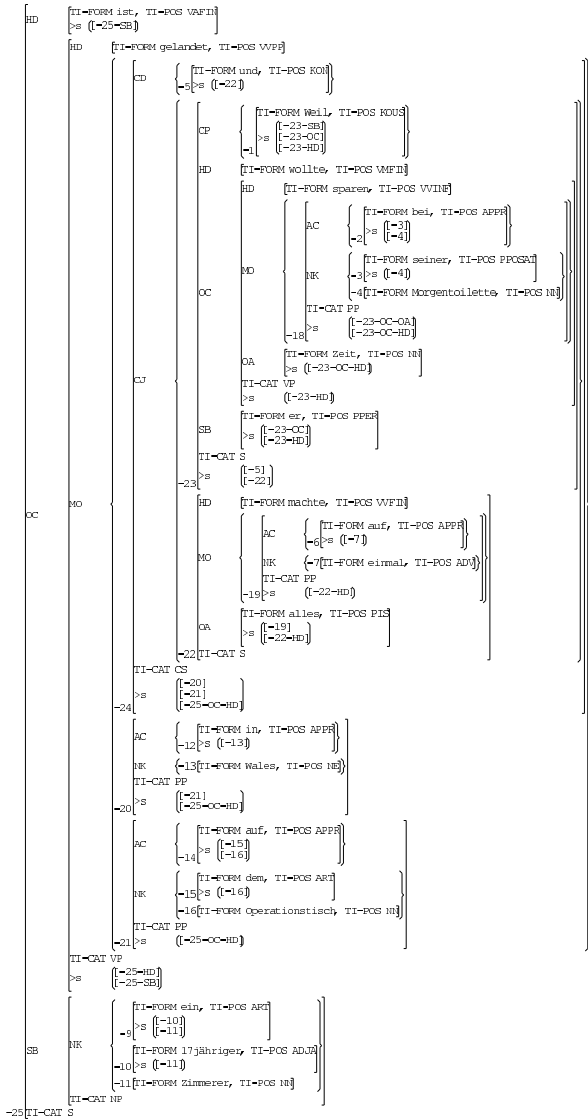 HD TI-FORM ist, TI-POS VAFIN
>s ([-25-SB])
HD TI-FORM gelandet, TI-POS VVPP
CD TI-FORM und, TI-POS KON
-5 >s ([-22])
TI-FORM Weil, TI-POS KOUS
CP >s [-23-SB]
[-23-OC]
-1 [-23-HD]
HD TI-FORM wollte, TI-POS VMFIN
HD TI-FORM sparen, TI-POS VVINF
AC TI-FORM bei, TI-POS APPR
-2 >s [-3]
[-4]
MO NK TI-FORM seiner, TI-POS PPOSAT
-3 >s ([-4])
OC -4 TI-FORM Morgentoilette, TI-POS NN
TI-CAT PP
>s [-23-OC-OA]
-18 [-23-OC-HD]
OA TI-FORM Zeit, TI-POS NN
>s ([-23-OC-HD])
CJ TI-CAT VP
>s ([-23-HD])
TI-FORM er, TI-POS PPER
SB >s [-23-OC]
[-23-HD]
TI-CAT S
-23 >s [-5]
[-22]
HD TI-FORM machte, TI-POS VVFIN
OC MO AC TI-FORM auf, TI-POS APPR
-6 >s ([-7])
MO NK -7 TI-FORM einmal, TI-POS ADV
TI-CAT PP
-19 >s ([-22-HD])
TI-FORM alles, TI-POS PIS
OA >s [-19]
[-22-HD]
-22 TI-CAT S
TI-CAT CS
>s [-20]
[-21]
-24 [-25-OC-HD]
AC TI-FORM in, TI-POS APPR
-12 >s ([-13])
NK -13 TI-FORM Wales, TI-POS NE
TI-CAT PP
>s [-21]
-20 [-25-OC-HD]
AC TI-FORM auf, TI-POS APPR
-14 >s [-15]
[-16]
NK TI-FORM dem, TI-POS ART
-15 >s ([-16])
-16 TI-FORM Operationstisch, TI-POS NN
TI-CAT PP
-21 >s ([-25-OC-HD])
TI-CAT VP
>s [-25-HD]
[-25-SB]
TI-FORM ein, TI-POS ART
-9 >s [-10]
[-11]
SB NK TI-FORM 17jähriger, TI-POS ADJA
-10 >s ([-11])
-11 TI-FORM Zimmerer, TI-POS NN
TI-CAT NP
-25 TI-CAT S